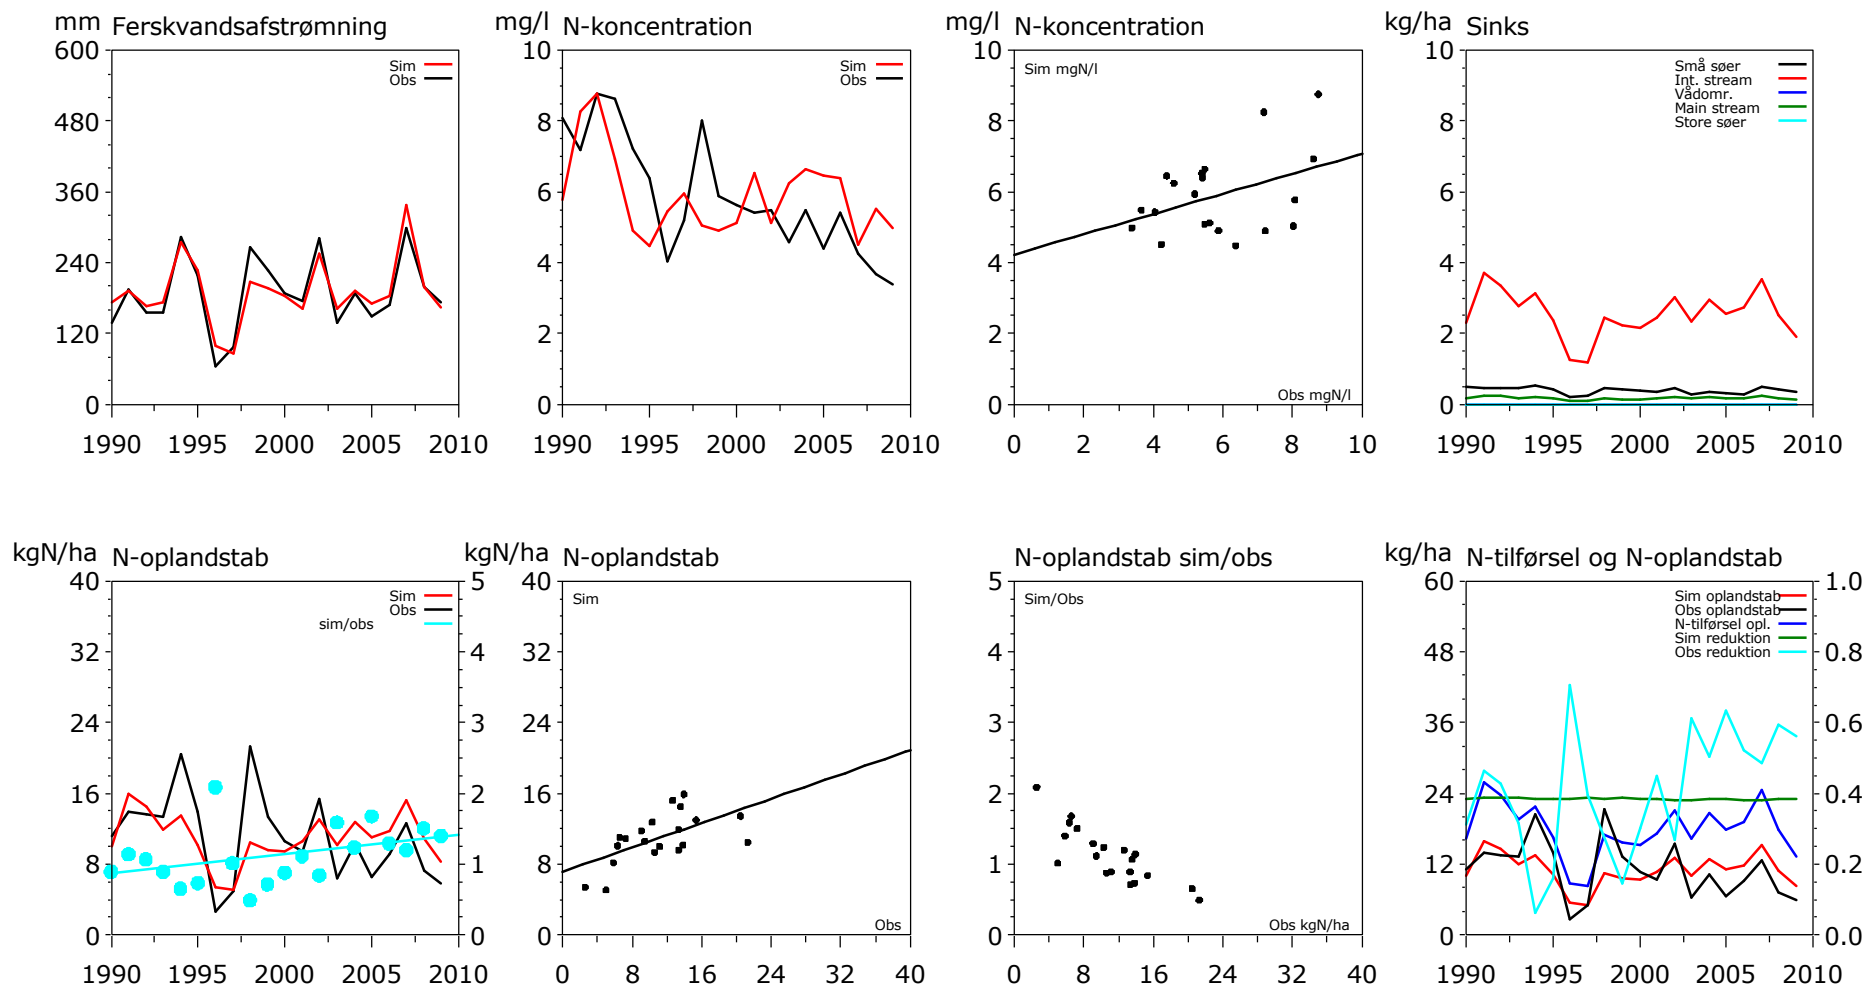 mm Ferskvandsafstrømning
600
480
360
240
120
0
Sim
Obs
1990 1995 2000 2005 2010
mg/l N-koncentration
10
8
6
4
2
0
Sim
Obs
1990 1995 2000 2005 2010
mg/l N-koncentration
10
8
6
4
2
0
Sim mgN/l
Obs mgN/l
0 2 4 6 8 10
kg/ha Sinks
10
8
6
4
2
0
Små søer
Int. stream
Vådomr.
Main stream
Store søer
1990 1995 2000 2005 2010
kgN/ha N-oplandstab
40
32
24
16
8
0
Sim
Obs
sim/obs
5
4
3
2
1
0
1990 1995 2000 2005 2010
kgN/ha N-oplandstab
40
32
24
16
8
0
Sim
Obs
0 8 16 24 32 40
N-oplandstab sim/obs
5
4
3
2
1
0
Sim/Obs
Obs kgN/ha
0 8 16 24 32 40
kg/ha N-tilførsel og N-oplandstab
60
48
36
24
12
0
Sim oplandstab
Obs oplandstab
N-tilførsel opl.
Sim reduktion
Obs reduktion
1.0
0.8
0.6
0.4
0.2
0.0
1990 1995 2000 2005 2010